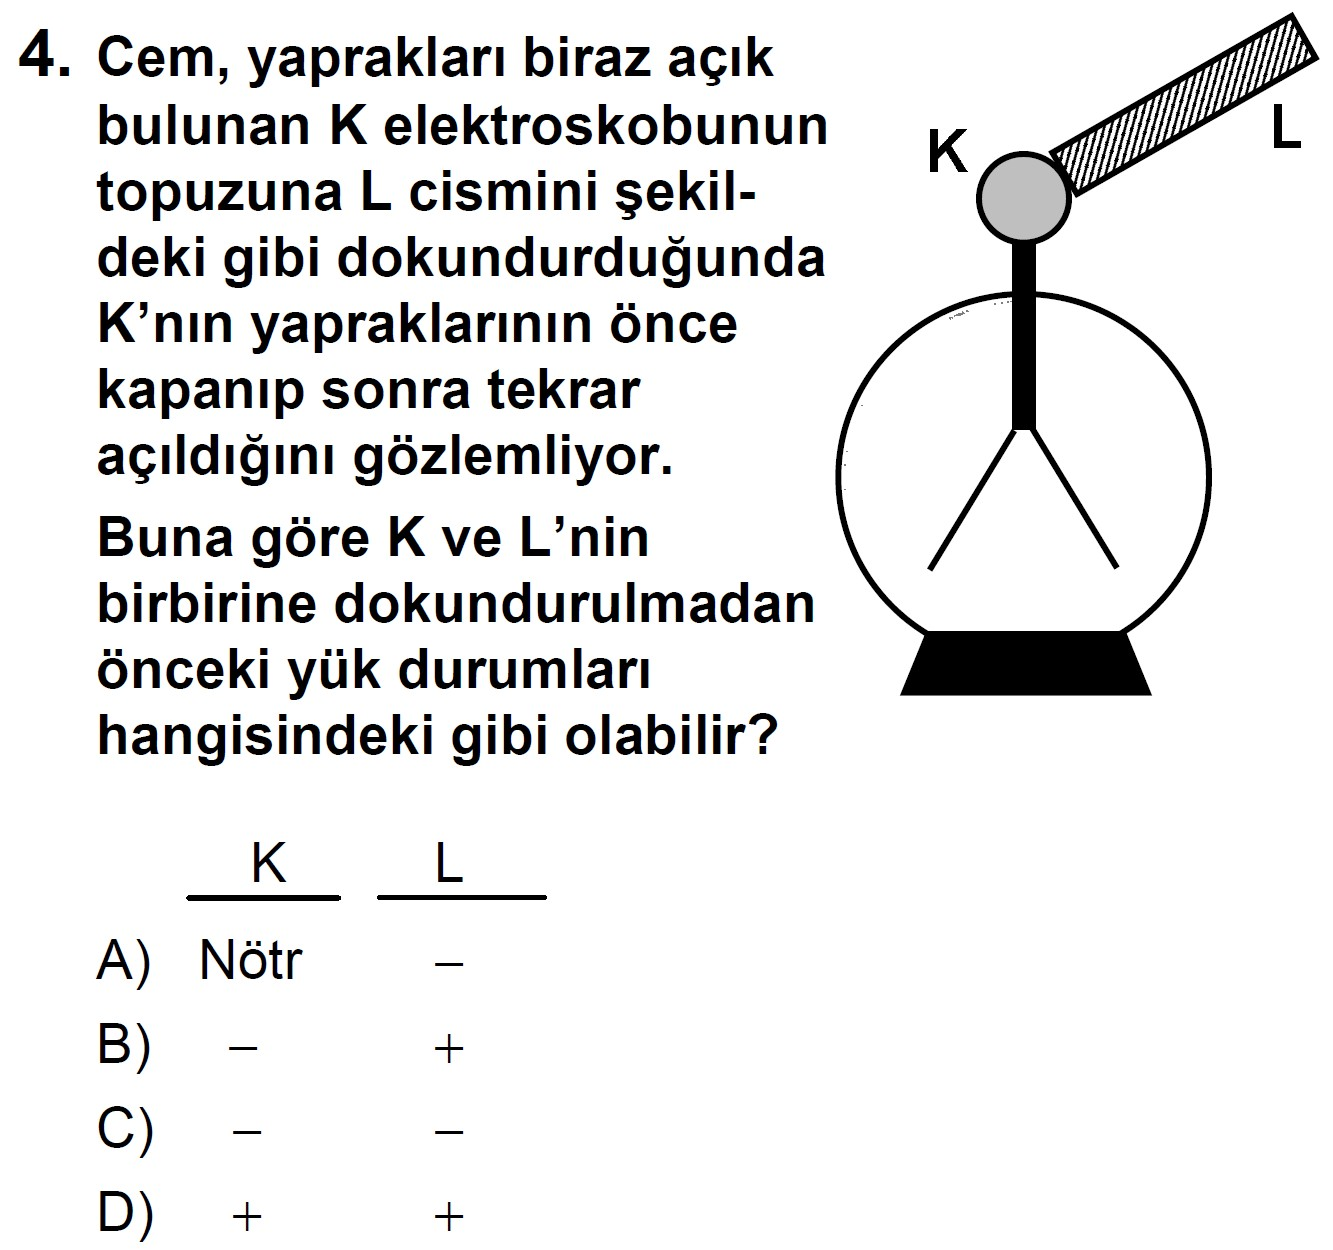 4. Cem, yaprakları biraz açık
bulunan K elektroskobunun
topuzuna L cismini şekil-
deki gibi dokundurduğunda
K’nın yapraklarının önce
kapanıp sonra tekrar
açıldığını gözlemliyor.
Buna göre K ve L’nin
birbirine dokundurulmadan
önceki yük durumları
hangisindeki gibi olabilir?
K
L
K L
A) Nötr –
B) – +
C) – –
D) + +